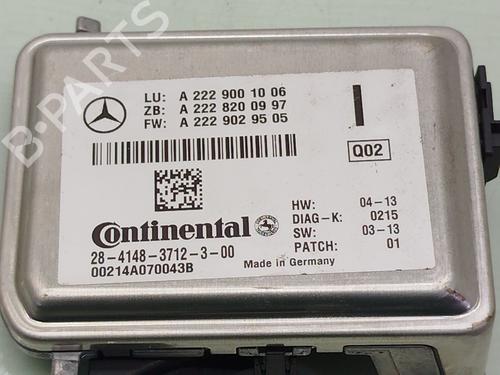 B-PARTS
LU: A 222 900 10 06
ZB: A 222 820 09 97
FW: A 222 902 95 05
Q02
Continental
28-4148-3712-3-00
00214A070043B
HW: 04-13
DIAG-K: 0215
SW: 03-13
PATCH: 01
Made in Germany